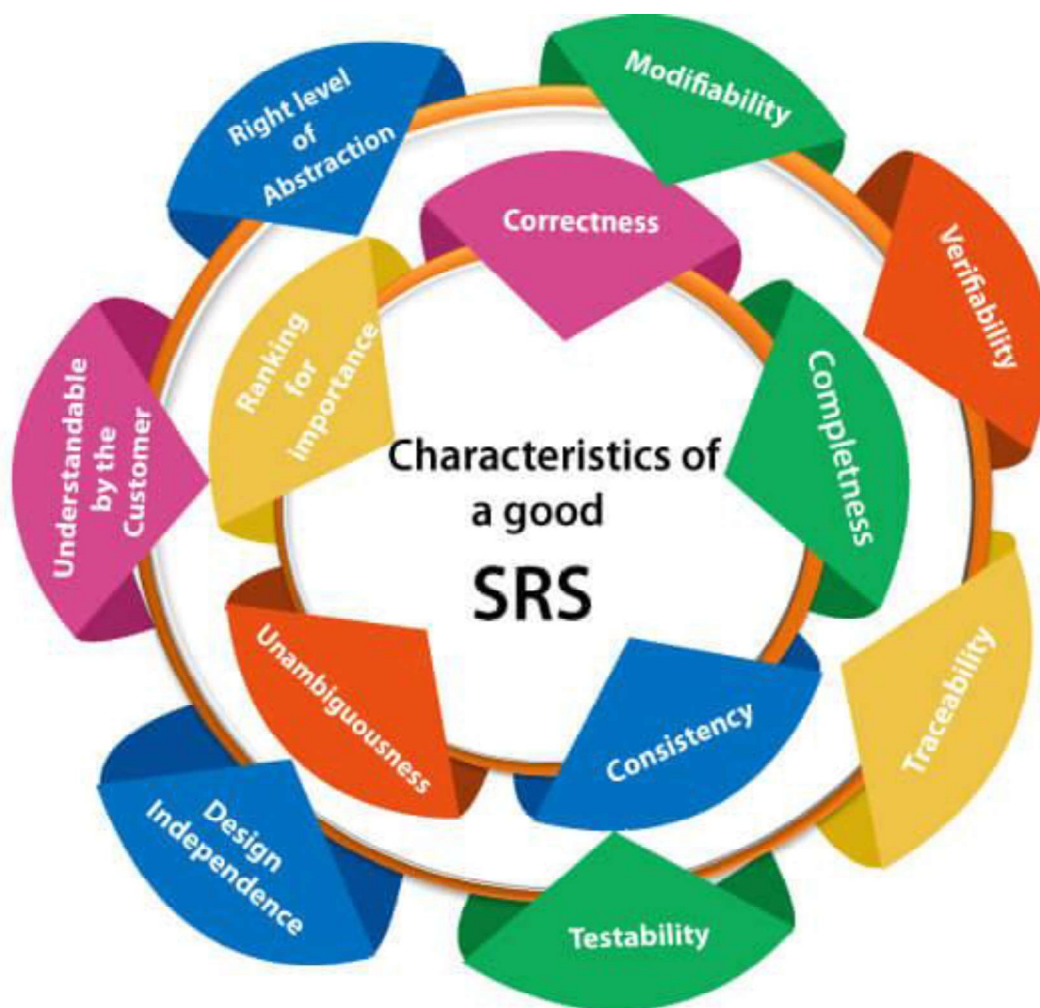 Characteristics of
a good
SRS
Correctness
Completness
Consistency
Unambiguousness
Ranking
for
importance
Modifiability
Verifiability
Traceability
Testability
Design
Independence
Understandable
by the
Customer
Right level
of
Abstraction